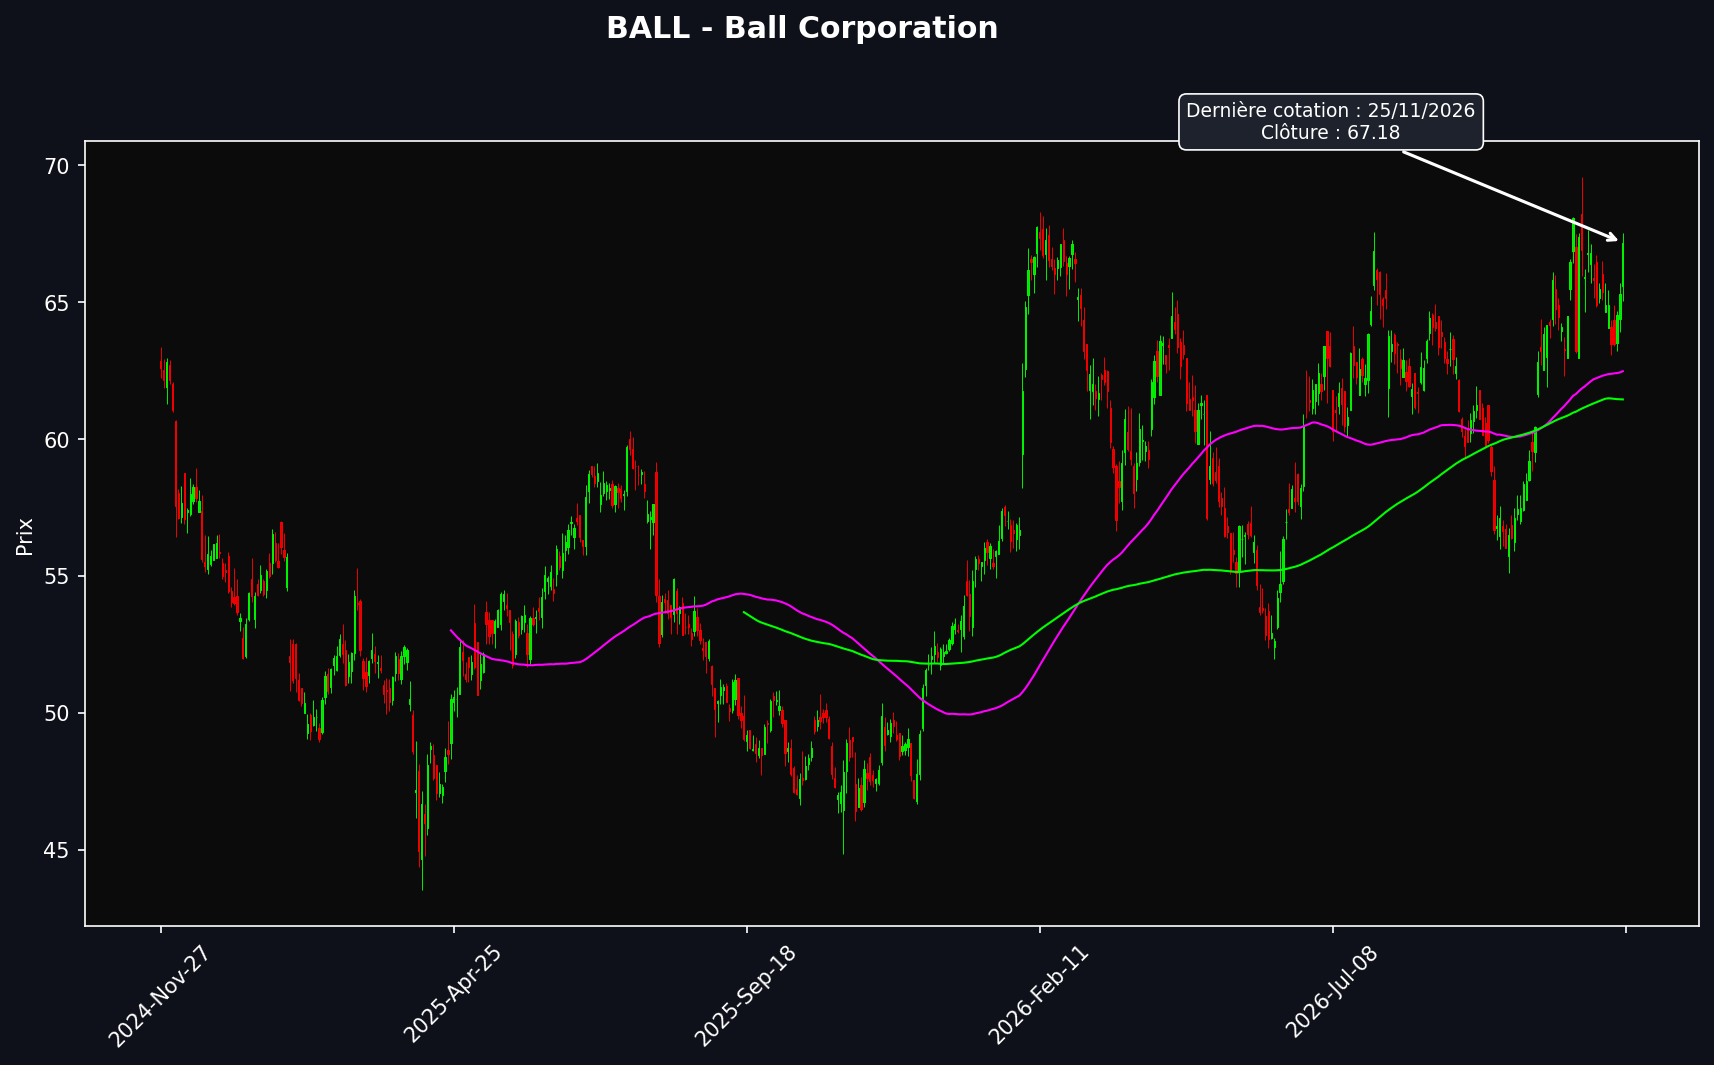 BALL - Ball Corporation
Dernière cotation : 25/11/2026
Clôture : 67.18
70
65
60
55
50
45
Prix
2024-Nov-27
2025-Apr-25
2025-Sep-18
2026-Feb-11
2026-Jul-08